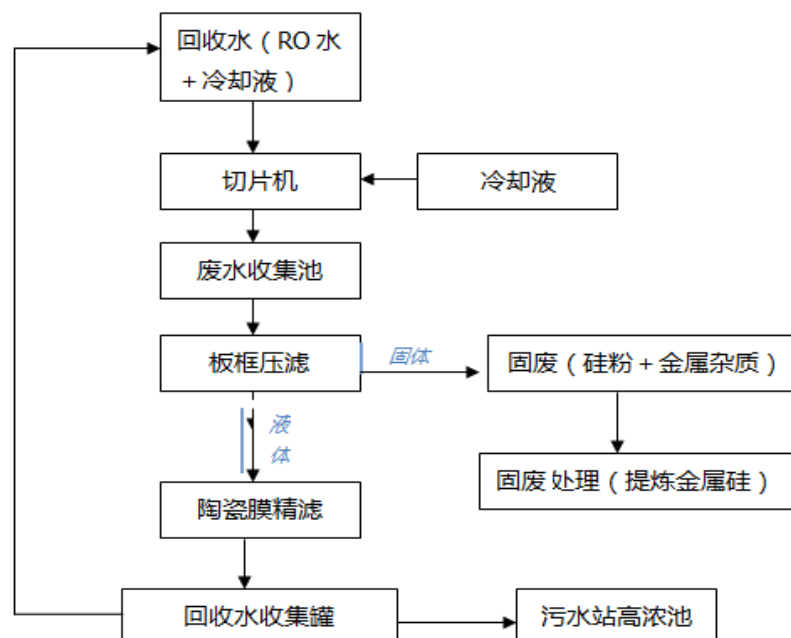 回收水（RO 水
+ 冷却液）
切片机
冷却液
废水收集池
板框压滤
固体
固废（硅粉 + 金属杂质）
液
体
固废 处理（提炼金属硅）
陶瓷膜精滤
回收水收集罐
污水站高浓池